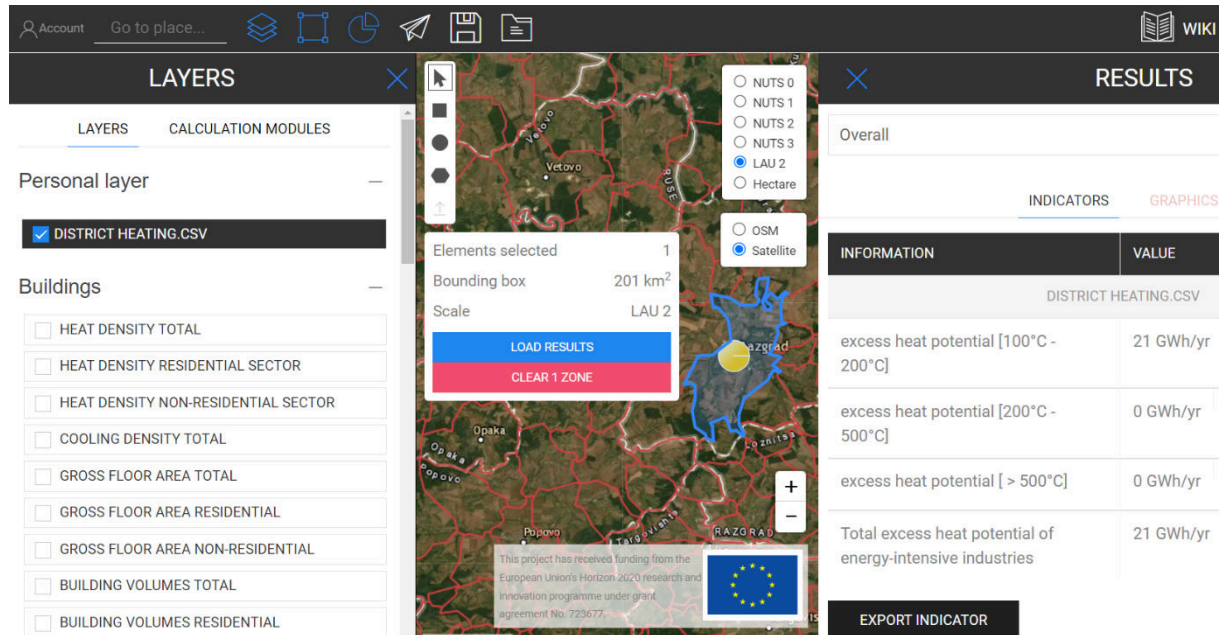 Account
Go to place...
WIKI
LAYERS
LAYERS
CALCULATION MODULES
Personal layer
DISTRICT HEATING.CSV
Buildings
HEAT DENSITY TOTAL
HEAT DENSITY RESIDENTIAL SECTOR
HEAT DENSITY NON-RESIDENTIAL SECTOR
COOLING DENSITY TOTAL
GROSS FLOOR AREA TOTAL
GROSS FLOOR AREA RESIDENTIAL
GROSS FLOOR AREA NON-RESIDENTIAL
BUILDING VOLUMES TOTAL
BUILDING VOLUMES RESIDENTIAL
Vetovo
Vetovo
RUSE
NUTS 0
NUTS 1
NUTS 2
NUTS 3
LAU 2
Hectare
OSM
Satellite
Elements selected 1
Bounding box 201 km²
Scale LAU 2
LOAD RESULTS
CLEAR 1 ZONE
azgrad
Opaka
Opaka
Popovo
Loznitsa
+
−
Popovo
Targovishte
RAZGRAD
This project has received funding from the
European Union's Horizon 2020 research and
innovation programme under grant
agreement No. 723677.
RESULTS
Overall
INDICATORS
GRAPHICS
INFORMATION VALUE
DISTRICT HEATING.CSV
excess heat potential [100°C - 21 GWh/yr
200°C]
excess heat potential [200°C - 0 GWh/yr
500°C]
excess heat potential [ > 500°C] 0 GWh/yr
Total excess heat potential of 21 GWh/yr
energy-intensive industries
EXPORT INDICATOR